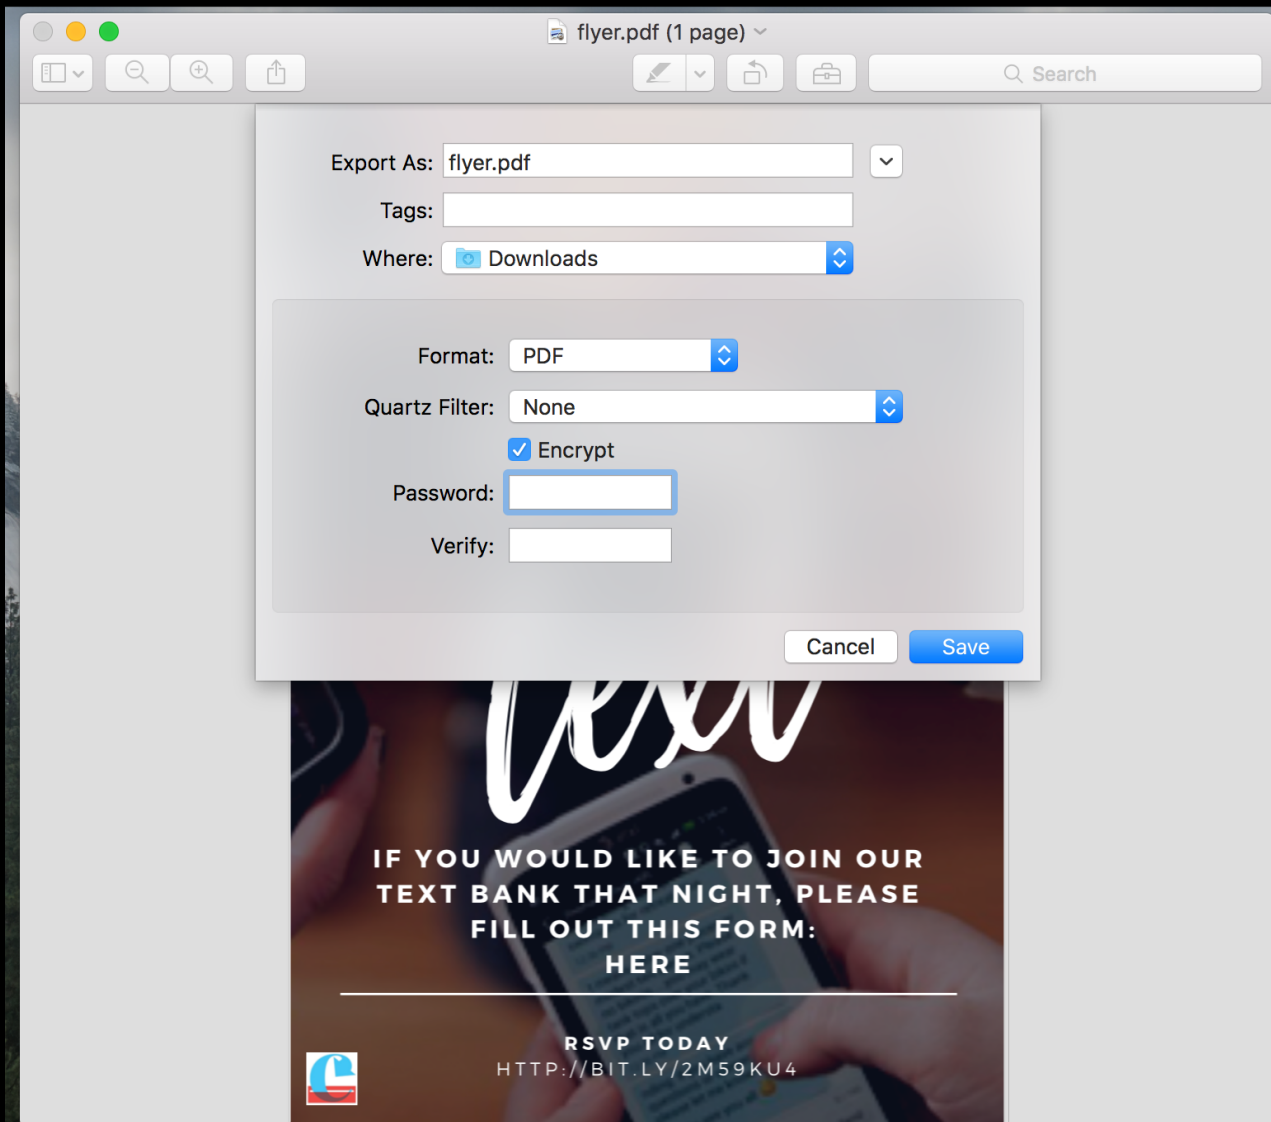 flyer.pdf (1 page)
Search
Export As: flyer.pdf
Tags:
Where: Downloads
Format: PDF
Quartz Filter: None
Encrypt
Password:
Verify:
Cancel Save
text
IF YOU WOULD LIKE TO JOIN OUR
TEXT BANK THAT NIGHT, PLEASE
FILL OUT THIS FORM:
HERE
RSVP TODAY
HTTP://BIT.LY/2M59KU4
C